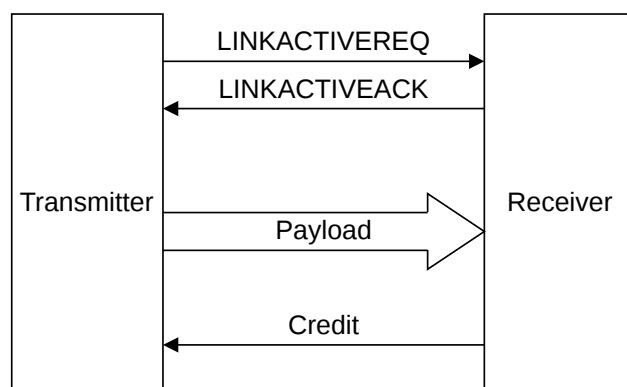 LINKACTIVEREQ
LINKACTIVEACK
Transmitter
Receiver
Payload
Credit